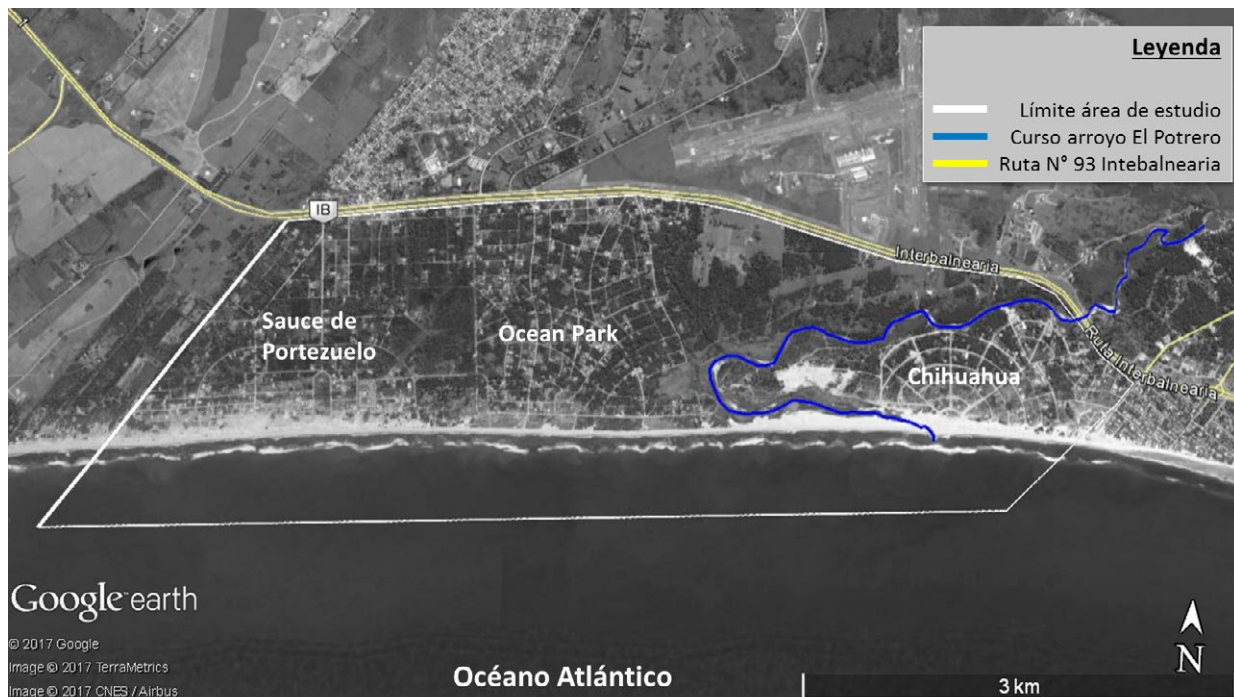 Leyenda
Límite área de estudio
Curso arroyo El Potrero
Ruta N° 93 Intebalnearia
IB
Interbalnearia
Sauce de
Portezuelo
Ocean Park
Chihuahua
Ruta Interbalnearia
Google earth
© 2017 Google
Image © 2017 TerraMetrics
Image © 2017 CNES / Airbus
Océano Atlántico
3 km
N